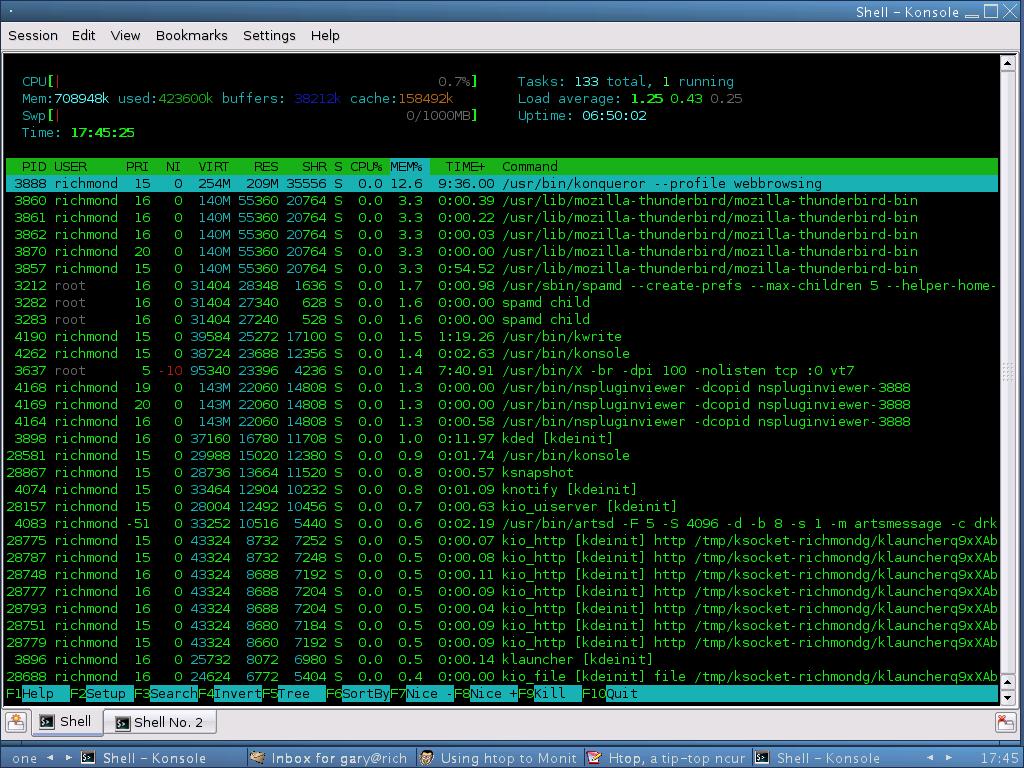 Shell - Konsole
Session Edit View Bookmarks Settings Help
CPU[| 0.7%] Tasks: 133 total, 1 running
Mem:708948k used:423600k buffers: 38212k cache:158492k Load average: 1.25 0.43 0.25
Swp[| 0/1000MB] Uptime: 06:50:02
Time: 17:45:25
PID USER PRI NI VIRT RES SHR S CPU% MEM% TIME+ Command
3888 richmond 15 0 254M 209M 35556 S 0.0 12.6 9:36.00 /usr/bin/konqueror --profile webbrowsing
3860 richmond 16 0 140M 55360 20764 S 0.0 3.3 0:00.39 /usr/lib/mozilla-thunderbird/mozilla-thunderbird-bin
3861 richmond 16 0 140M 55360 20764 S 0.0 3.3 0:00.22 /usr/lib/mozilla-thunderbird/mozilla-thunderbird-bin
3862 richmond 16 0 140M 55360 20764 S 0.0 3.3 0:00.03 /usr/lib/mozilla-thunderbird/mozilla-thunderbird-bin
3870 richmond 20 0 140M 55360 20764 S 0.0 3.3 0:00.00 /usr/lib/mozilla-thunderbird/mozilla-thunderbird-bin
3857 richmond 15 0 140M 55360 20764 S 0.0 3.3 0:54.52 /usr/lib/mozilla-thunderbird/mozilla-thunderbird-bin
3212 root 16 0 31404 28348 1636 S 0.0 1.7 0:00.98 /usr/sbin/spamd --create-prefs --max-children 5 --helper-home-
3282 root 16 0 31404 27340 628 S 0.0 1.6 0:00.00 spamd child
3283 root 16 0 31404 27240 528 S 0.0 1.6 0:00.00 spamd child
4190 richmond 15 0 39584 25272 17100 S 0.0 1.5 1:19.26 /usr/bin/kwrite
4262 richmond 16 0 38724 23688 12356 S 0.0 1.4 0:02.63 /usr/bin/konsole
3637 root 5 -10 95340 23396 4236 S 0.0 1.4 7:40.91 /usr/bin/X -br -dpi 100 -nolisten tcp :0 vt7
4168 richmond 19 0 143M 22060 14808 S 0.0 1.3 0:00.00 /usr/bin/nspluginviewer -dcopid nspluginviewer-3888
4169 richmond 20 0 143M 22060 14808 S 0.0 1.3 0:00.00 /usr/bin/nspluginviewer -dcopid nspluginviewer-3888
4164 richmond 15 0 143M 22060 14808 S 0.0 1.3 0:00.58 /usr/bin/nspluginviewer -dcopid nspluginviewer-3888
3898 richmond 16 0 37160 16780 11708 S 0.0 1.0 0:11.97 kded [kdeinit]
28581 richmond 15 0 29988 15020 12380 S 0.0 0.9 0:01.74 /usr/bin/konsole
28867 richmond 15 0 28736 13664 11520 S 0.0 0.8 0:00.57 ksnapshot
4074 richmond 15 0 33464 12904 10232 S 0.0 0.8 0:01.09 knotify [kdeinit]
28157 richmond 15 0 28004 12492 10456 S 0.0 0.7 0:00.63 kio_uiserver [kdeinit]
4083 richmond -51 0 33252 10516 5440 S 0.0 0.6 0:02.19 /usr/bin/artsd -F 5 -S 4096 -d -b 8 -s 1 -m artsmessage -c drk
28775 richmond 15 0 43324 8732 7252 S 0.0 0.5 0:00.07 kio_http [kdeinit] http /tmp/ksocket-richmondg/klauncherq9xXAb
28787 richmond 15 0 43324 8732 7248 S 0.0 0.5 0:00.08 kio_http [kdeinit] http /tmp/ksocket-richmondg/klauncherq9xXAb
28748 richmond 16 0 43324 8688 7192 S 0.0 0.5 0:00.11 kio_http [kdeinit] http /tmp/ksocket-richmondg/klauncherq9xXAb
28777 richmond 16 0 43324 8688 7204 S 0.0 0.5 0:00.09 kio_http [kdeinit] http /tmp/ksocket-richmondg/klauncherq9xXAb
28793 richmond 16 0 43324 8688 7204 S 0.0 0.5 0:00.04 kio_http [kdeinit] http /tmp/ksocket-richmondg/klauncherq9xXAb
28751 richmond 16 0 43324 8680 7184 S 0.0 0.5 0:00.09 kio_http [kdeinit] http /tmp/ksocket-richmondg/klauncherq9xXAb
28779 richmond 15 0 43324 8660 7192 S 0.0 0.5 0:00.09 kio_http [kdeinit] http /tmp/ksocket-richmondg/klauncherq9xXAb
3896 richmond 16 0 25732 8072 6980 S 0.0 0.5 0:00.14 klauncher [kdeinit]
28688 richmond 16 0 24624 6772 5404 S 0.0 0.4 0:00.00 kio_file [kdeinit] file /tmp/ksocket-richmondg/klauncherq9xXAb
F1Help F2Setup F3SearchF4InvertF5Tree F6SortByF7Nice -F8Nice +F9Kill F10Quit
Shell Shell No. 2
one Shell - Konsole Inbox for gary@rich Using htop to Monit Htop, a tip-top ncur Shell - Konsole 17:45